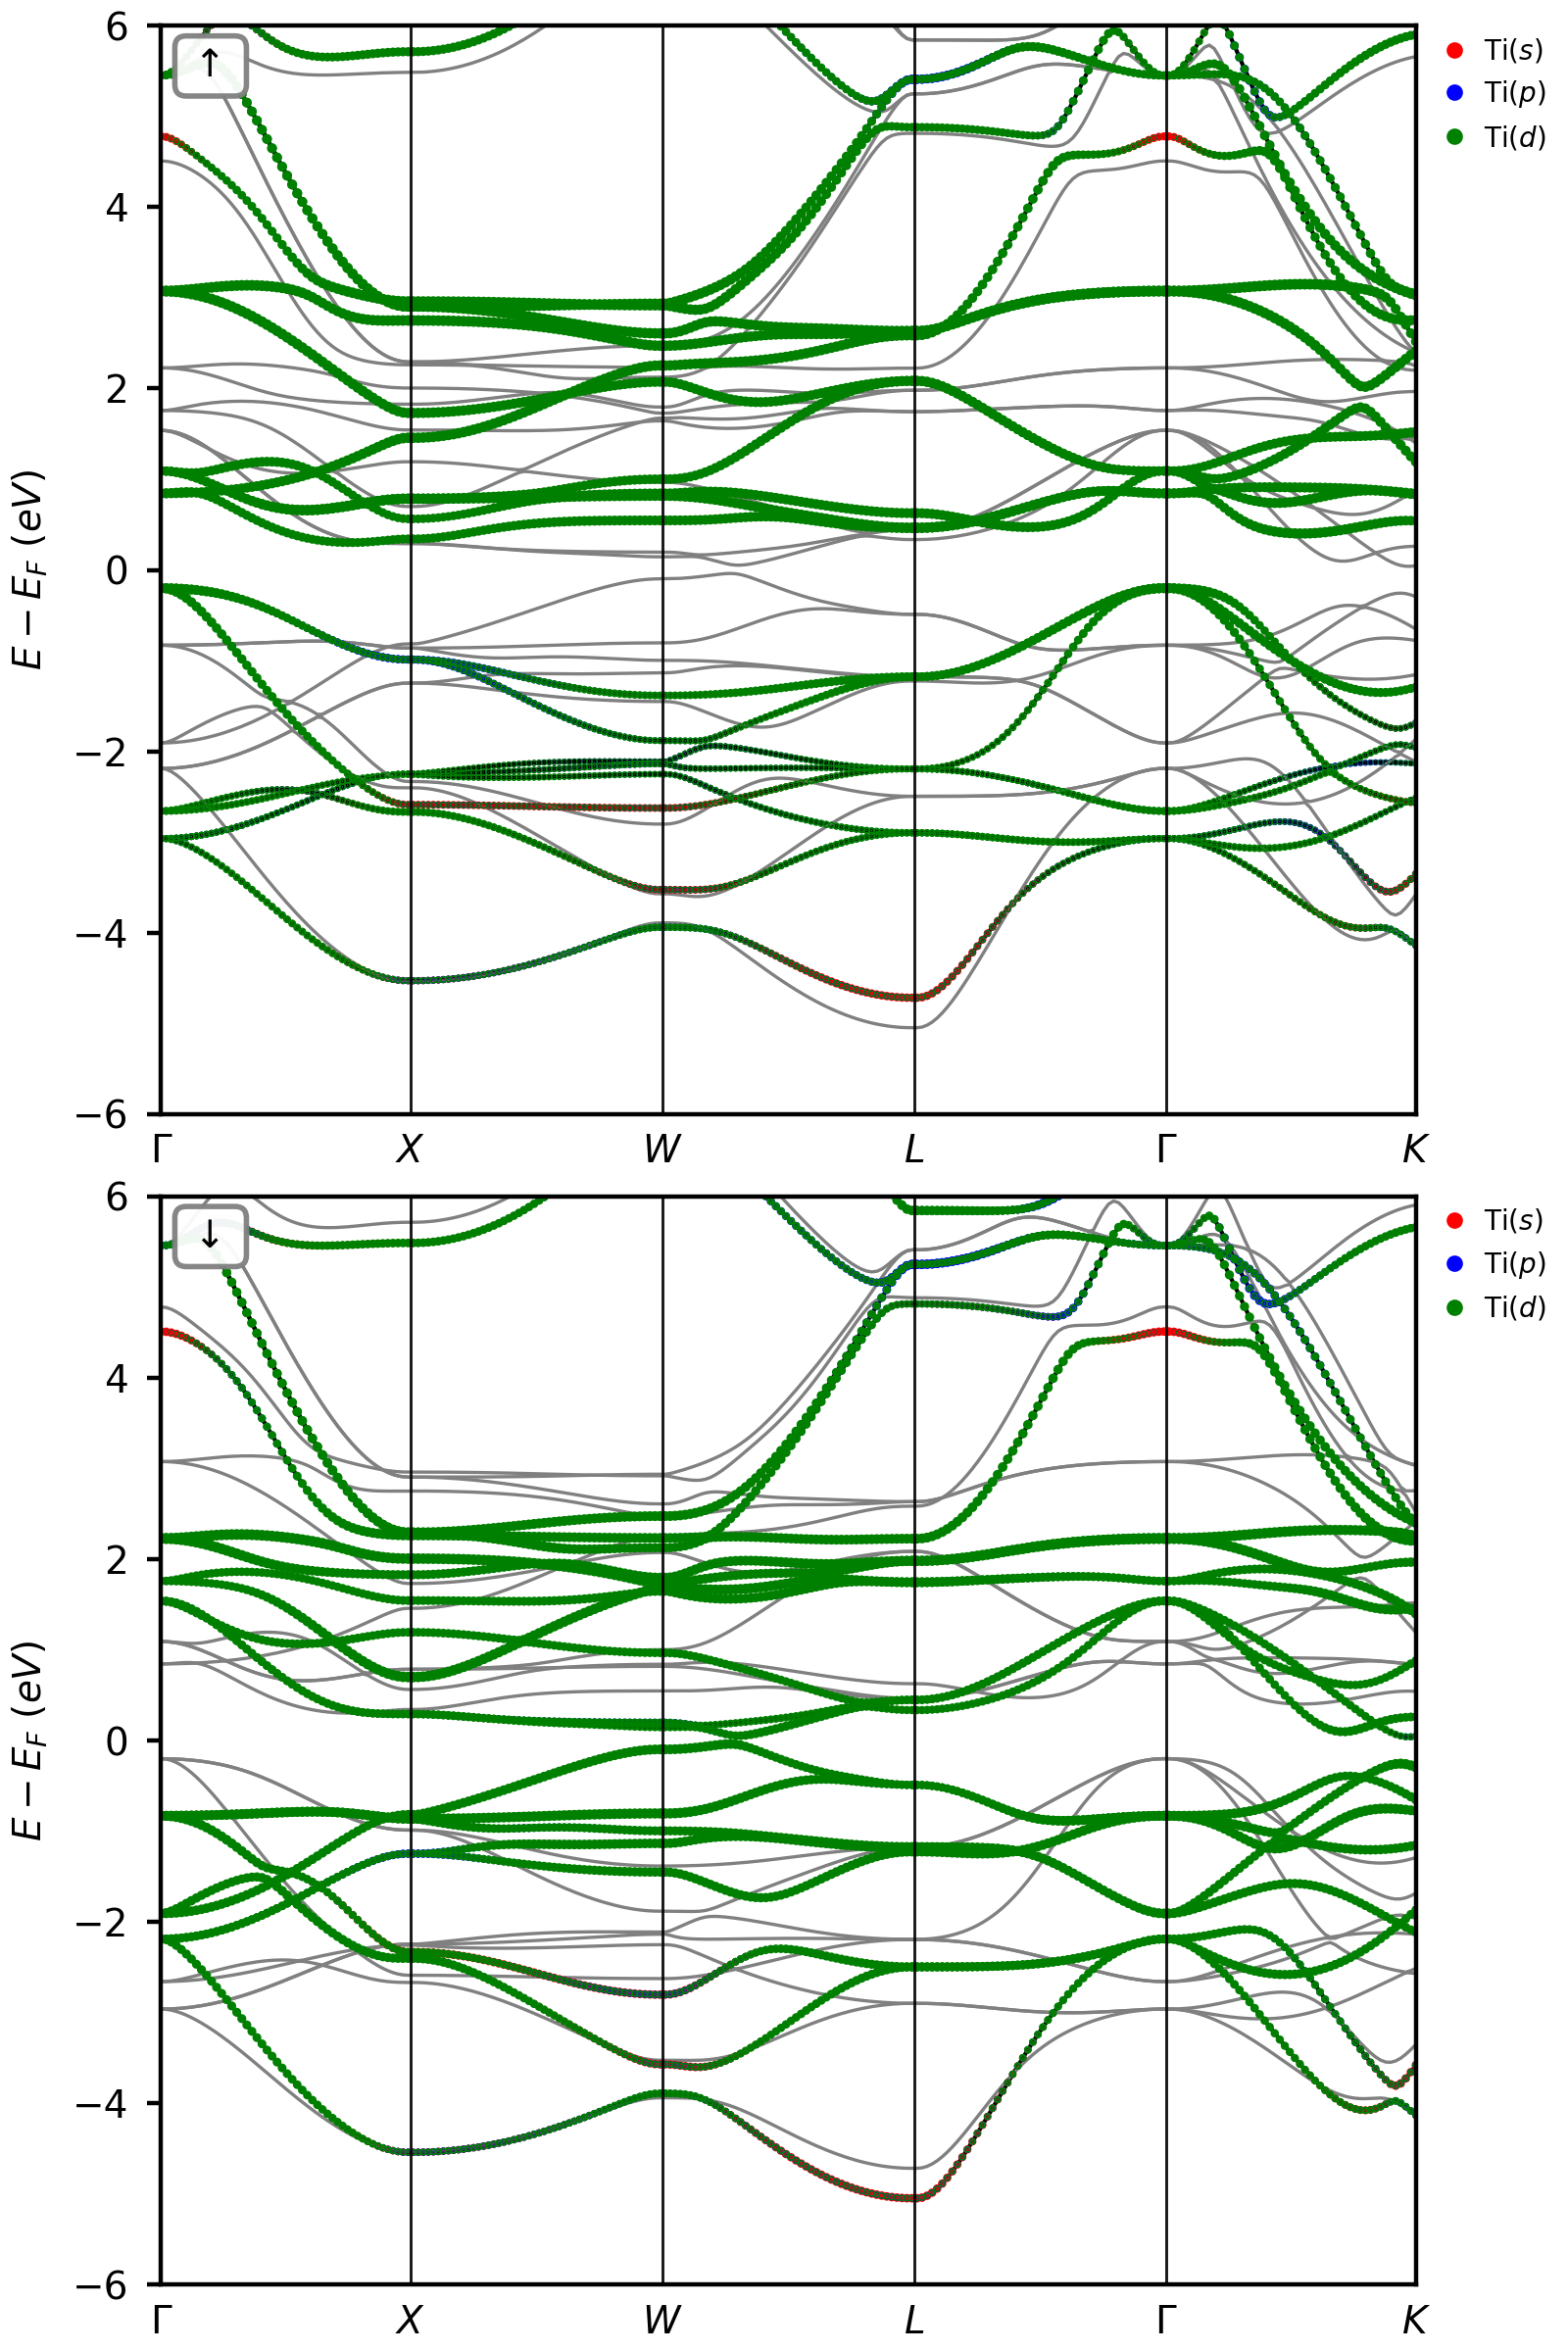 6
↑
4
2
0
−2
−4
−6
E − E_F (eV)
Γ X W L Γ K
Ti(s)
Ti(p)
Ti(d)
6
↓
4
2
0
−2
−4
−6
E − E_F (eV)
Γ X W L Γ K
Ti(s)
Ti(p)
Ti(d)